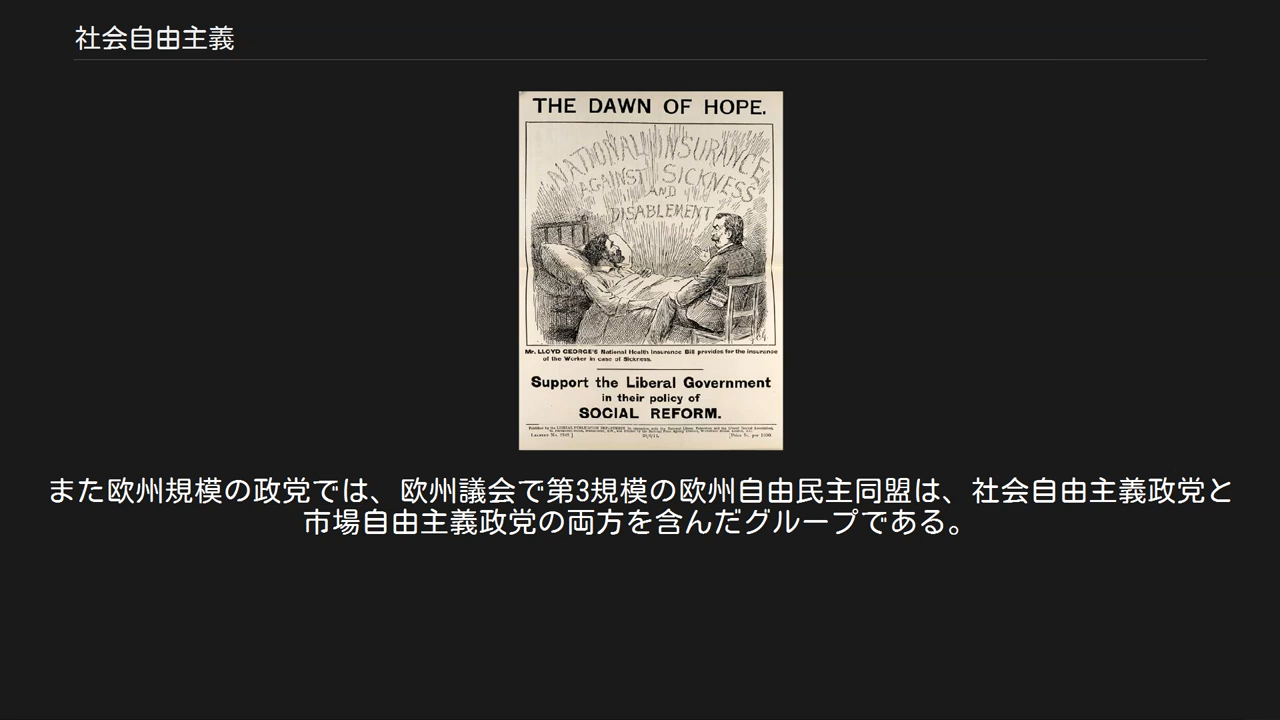 社会自由主義
THE DAWN OF HOPE.
NATIONAL INSURANCE
AGAINST SICKNESS
AND
DISABLEMENT
Mr. LLOYD GEORGE'S National Health Insurance Bill provides for the insurance
of the Worker in case of Sickness.
Support the Liberal Government
in their policy of
SOCIAL REFORM.
また欧州規模の政党では、欧州議会で第3規模の欧州自由民主同盟は、社会自由主義政党と
市場自由主義政党の両方を含んだグループである。